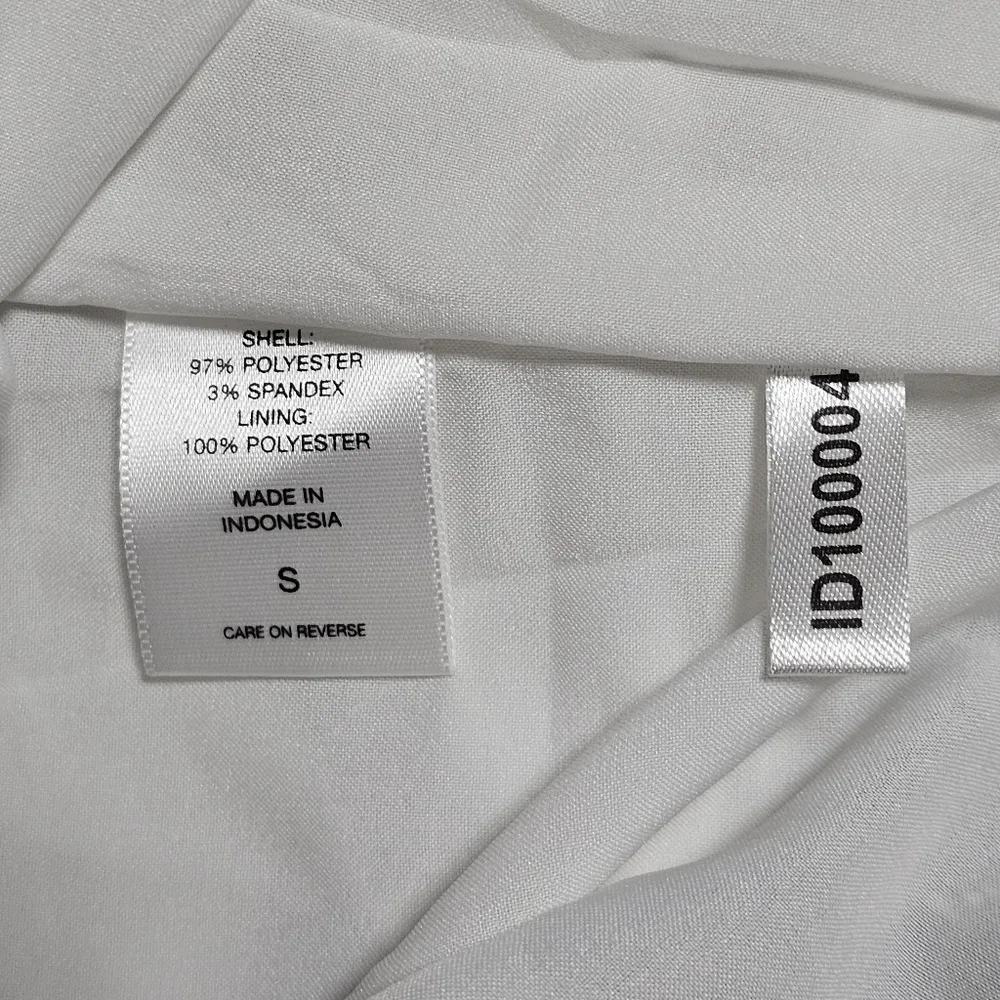 SHELL:
97% POLYESTER
3% SPANDEX
LINING:
100% POLYESTER
MADE IN
INDONESIA
S
CARE ON REVERSE
ID100004